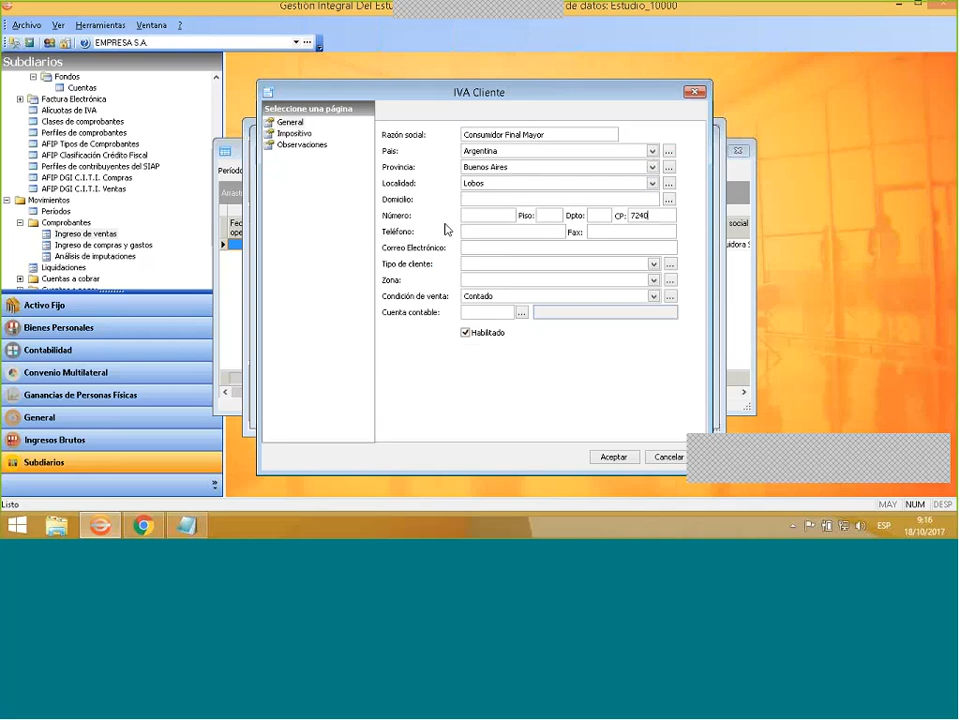 Gestión Integral Del Estu de datos: Estudio_10000
Archivo Ver Herramientas Ventana ?
EMPRESA S.A.
Subdiarios
Fondos
Cuentas
Factura Electrónica
Alícuotas de IVA
Clases de comprobantes
Perfiles de comprobantes
AFIP Tipos de Comprobantes
AFIP Clasificación Crédito Fiscal
Perfiles de contribuyentes del SIAP
AFIP DGI C.I.T.I. Compras
AFIP DGI C.I.T.I. Ventas
Movimientos
Períodos
Comprobantes
Ingreso de ventas
Ingreso de compras y gastos
Análisis de imputaciones
Liquidaciones
Cuentas a cobrar
Activo Fijo
Bienes Personales
Contabilidad
Convenio Multilateral
Ganancias de Personas Físicas
General
Ingresos Brutos
Subdiarios
Listo
Período
Arrast
Fec
ope
social
IVA Cliente
Seleccione una página
General
Impositivo
Observaciones
Razón social: Consumidor Final Mayor
País: Argentina
Provincia: Buenos Aires
Localidad: Lobos
Domicilio:
Número: Piso: Dpto: CP: 7240
Teléfono: Fax:
Correo Electrónico:
Tipo de cliente:
Zona:
Condición de venta: Contado
Cuenta contable:
Habilitado
Aceptar Cancelar
MAY NUM DESP
ESP
9:16
18/10/2017